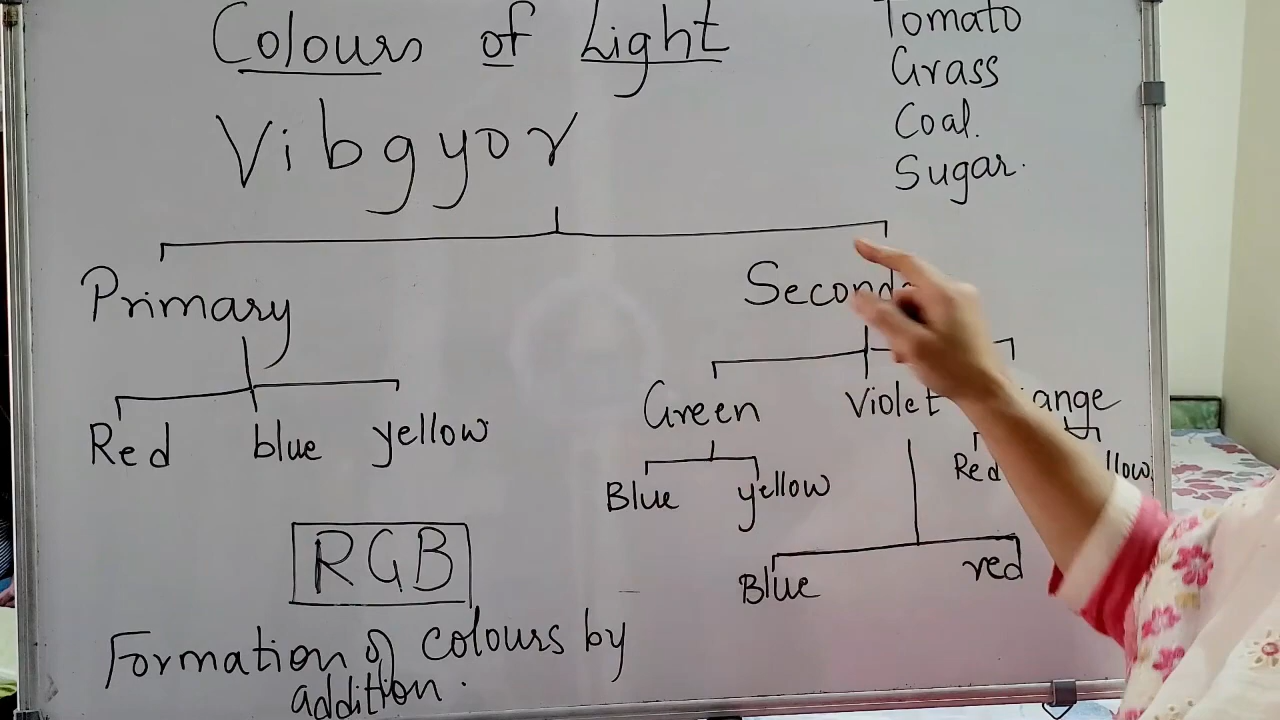 Colours of Light
Tomato
Grass
Coal.
Sugar.
Vibgyor
Primary
Red blue yellow
Green Violet
Blue yellow
Red
Blue red
RGB
Formation of colours by
addition.